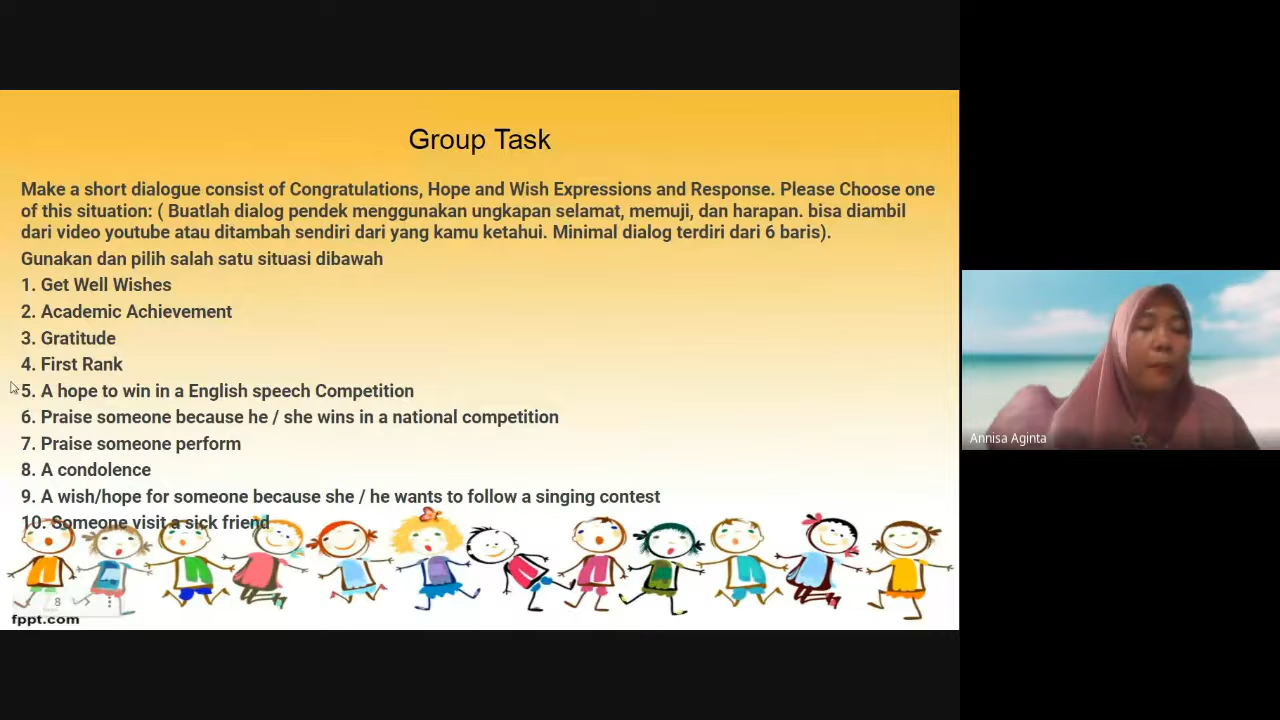 Group Task
Make a short dialogue consist of Congratulations, Hope and Wish Expressions and Response. Please Choose one
of this situation: ( Buatlah dialog pendek menggunakan ungkapan selamat, memuji, dan harapan. bisa diambil
dari video youtube atau ditambah sendiri dari yang kamu ketahui. Minimal dialog terdiri dari 6 baris).
Gunakan dan pilih salah satu situasi dibawah
1. Get Well Wishes
2. Academic Achievement
3. Gratitude
4. First Rank
5. A hope to win in a English speech Competition
6. Praise someone because he / she wins in a national competition
7. Praise someone perform
8. A condolence
9. A wish/hope for someone because she / he wants to follow a singing contest
10. Someone visit a sick friend
8
fppt.com
Annisa Aginta